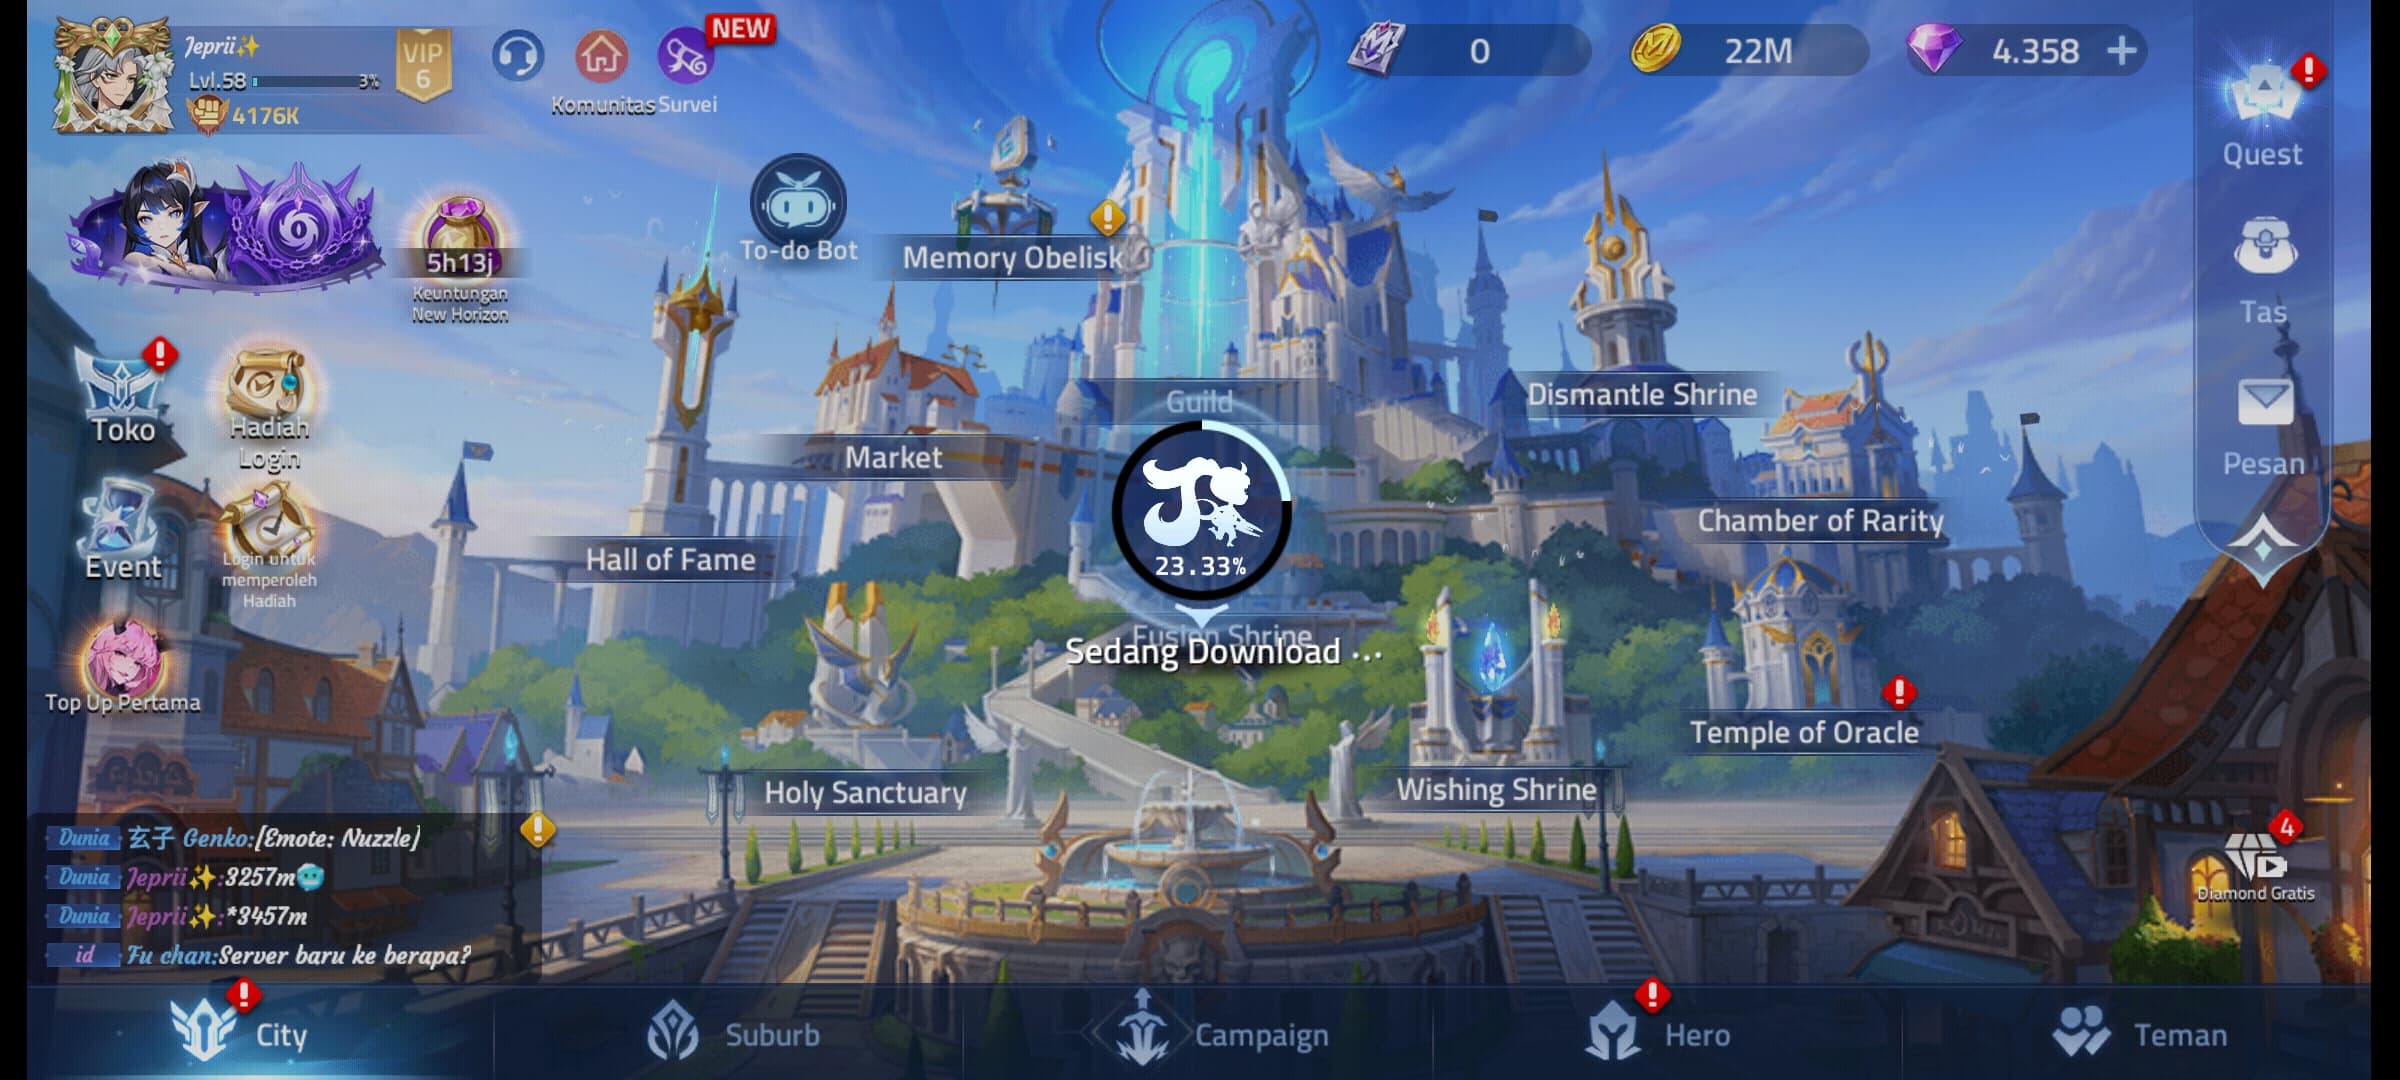 Jeprii✨
Lvl.58
3%
VIP
6
4176K
Komunitas
Survei
NEW
0
22M
4.358
Quest
Tas
Pesan
5h13j
Keuntungan
New Horizon
To-do Bot
Memory Obelisk
Toko
Hadiah
Login
Event
Login untuk
memperoleh
Hadiah
Top Up Pertama
Guild
Market
Dismantle Shrine
Hall of Fame
Chamber of Rarity
23.33%
Fusion Shrine
Sedang Download ...
Temple of Oracle
Holy Sanctuary
Wishing Shrine
4
Diamond Gratis
Dunia 玄子 Genko:[Emote: Nuzzle]
Dunia Jeprii✨:3257m🥶
Dunia Jeprii✨:*3457m
id Fu chan:Server baru ke berapa?
City
Suburb
Campaign
Hero
Teman